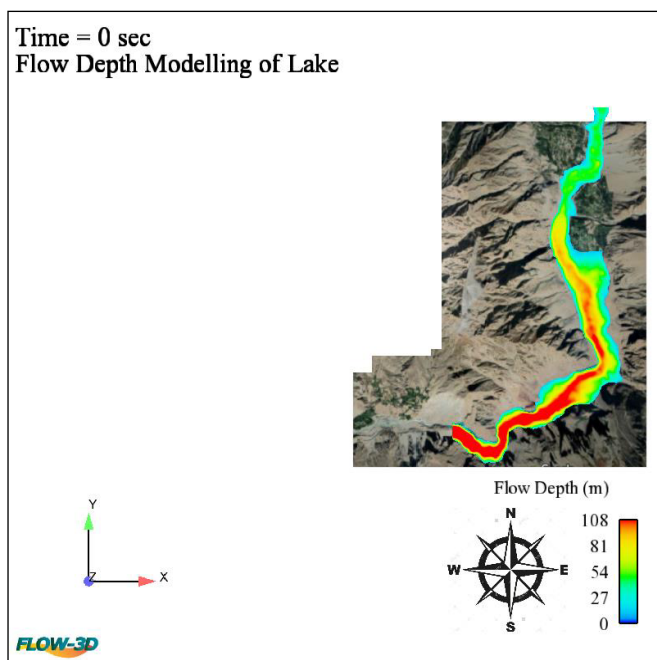 Time = 0 sec
Flow Depth Modelling of Lake
Flow Depth (m)
N
W
E
S
108
81
54
27
0
Y
Z
X
FLOW-3D